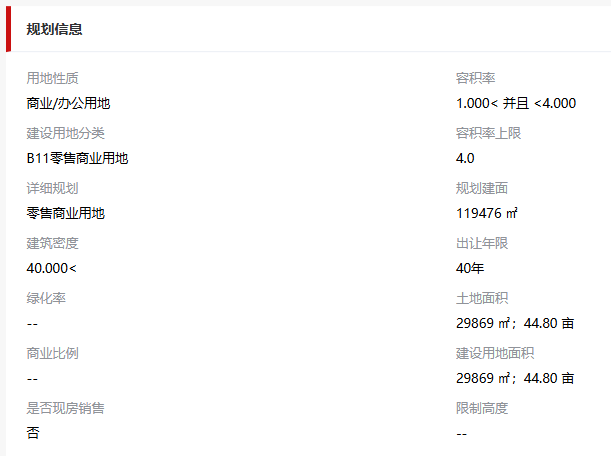 规划信息
用地性质
容积率
商业/办公用地
1.000< 并且 <4.000
建设用地分类
容积率上限
B11零售商业用地
4.0
详细规划
规划建面
零售商业用地
119476 ㎡
建筑密度
出让年限
40.000<
40年
绿化率
土地面积
--
29869 ㎡；44.80 亩
商业比例
建设用地面积
--
29869 ㎡；44.80 亩
是否现房销售
限制高度
否
--